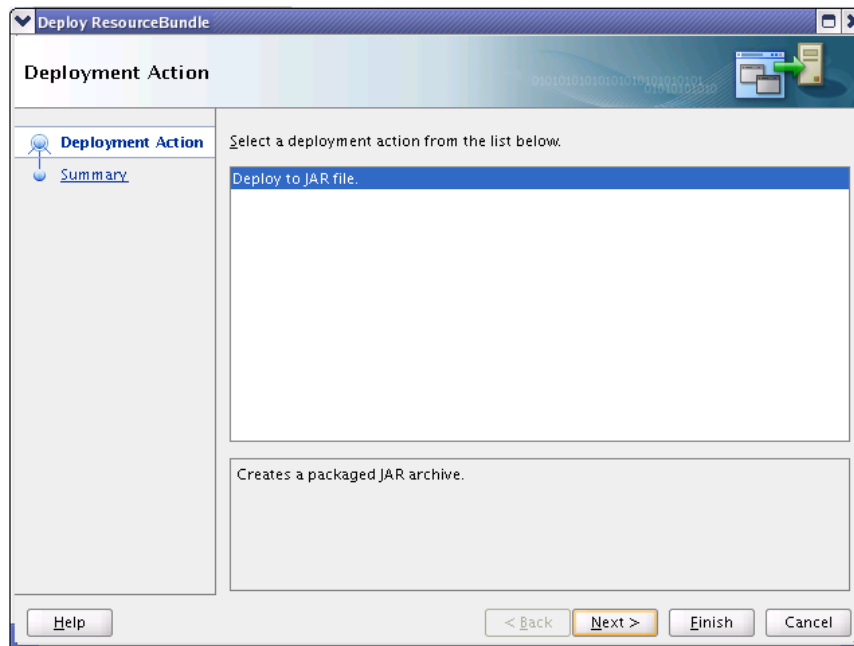 Deploy ResourceBundle
Deployment Action
Deployment Action
Summary
Select a deployment action from the list below.
Deploy to JAR file.
Creates a packaged JAR archive.
Help
< Back
Next >
Finish
Cancel